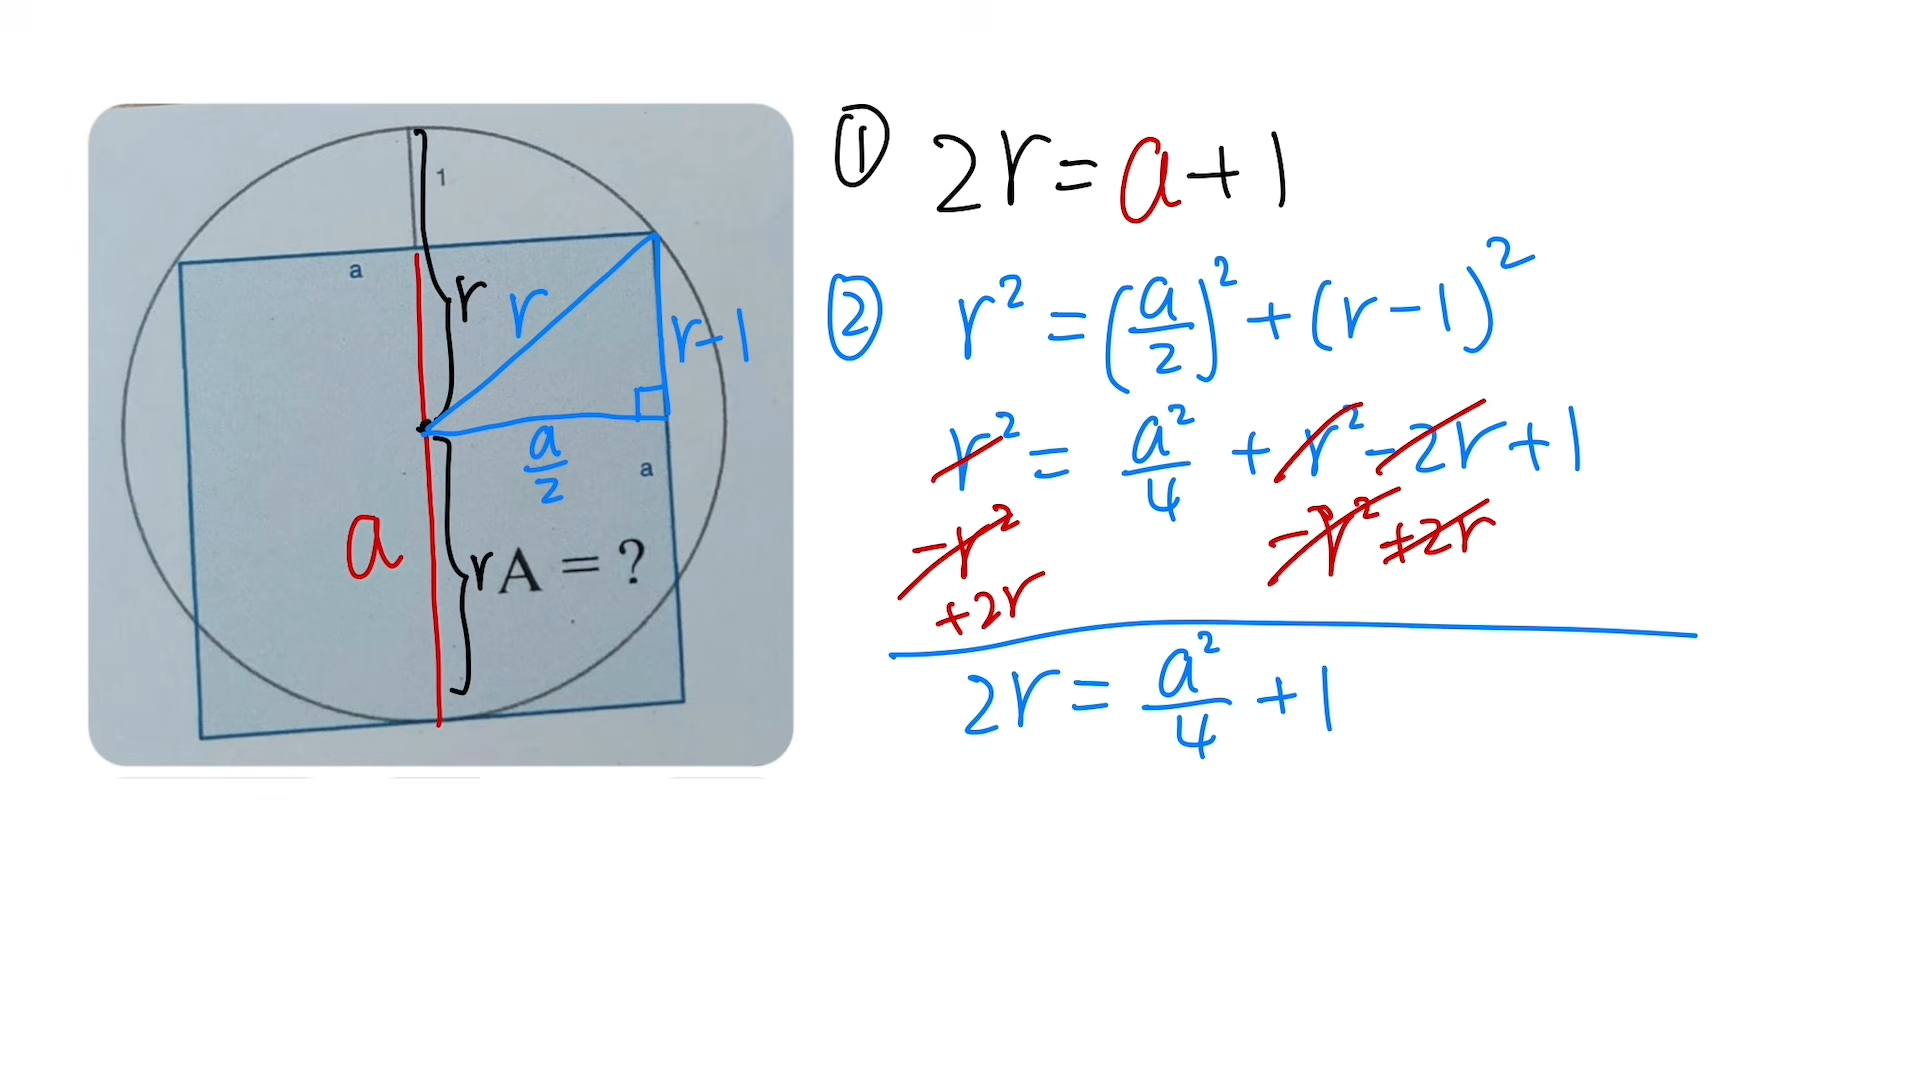 1
a
r
r
r-1
a/2
a
a
r
A = ?
① 2r = a + 1
② r² = (a/2)² + (r - 1)²
r² = a²/4 + r² - 2r + 1
-r² -r² +2r
+2r
2r = a²/4 + 1